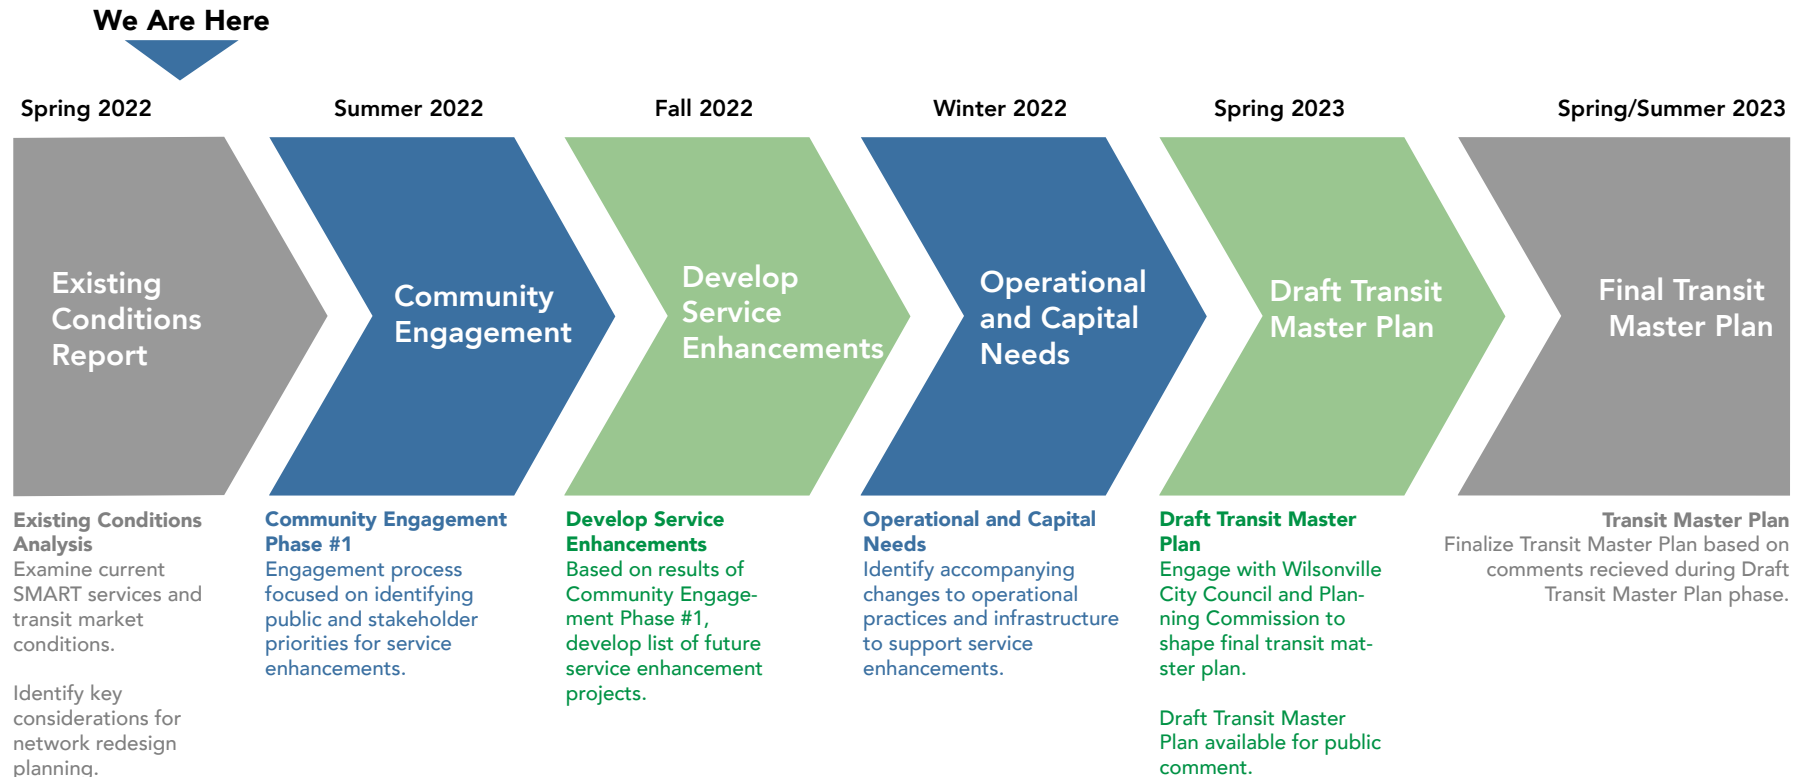 We Are Here
Spring 2022
Summer 2022
Fall 2022
Winter 2022
Spring 2023
Spring/Summer 2023
Existing
Conditions
Report
Community
Engagement
Develop
Service
Enhancements
Operational
and Capital
Needs
Draft Transit
Master Plan
Final Transit
Master Plan
Existing Conditions
Analysis
Examine current
SMART services and
transit market
conditions.
Identify key
considerations for
network redesign
planning.
Community Engagement
Phase #1
Engagement process
focused on identifying
public and stakeholder
priorities for service
enhancements.
Develop Service
Enhancements
Based on results of
Community Engage-
ment Phase #1,
develop list of future
service enhancement
projects.
Operational and Capital
Needs
Identify accompanying
changes to operational
practices and infrastructure
to support service
enhancements.
Draft Transit Master
Plan
Engage with Wilsonville
City Council and Plan-
ning Commission to
shape final transit mat-
ster plan.
Draft Transit Master
Plan available for public
comment.
Transit Master Plan
Finalize Transit Master Plan based on
comments recieved during Draft
Transit Master Plan phase.